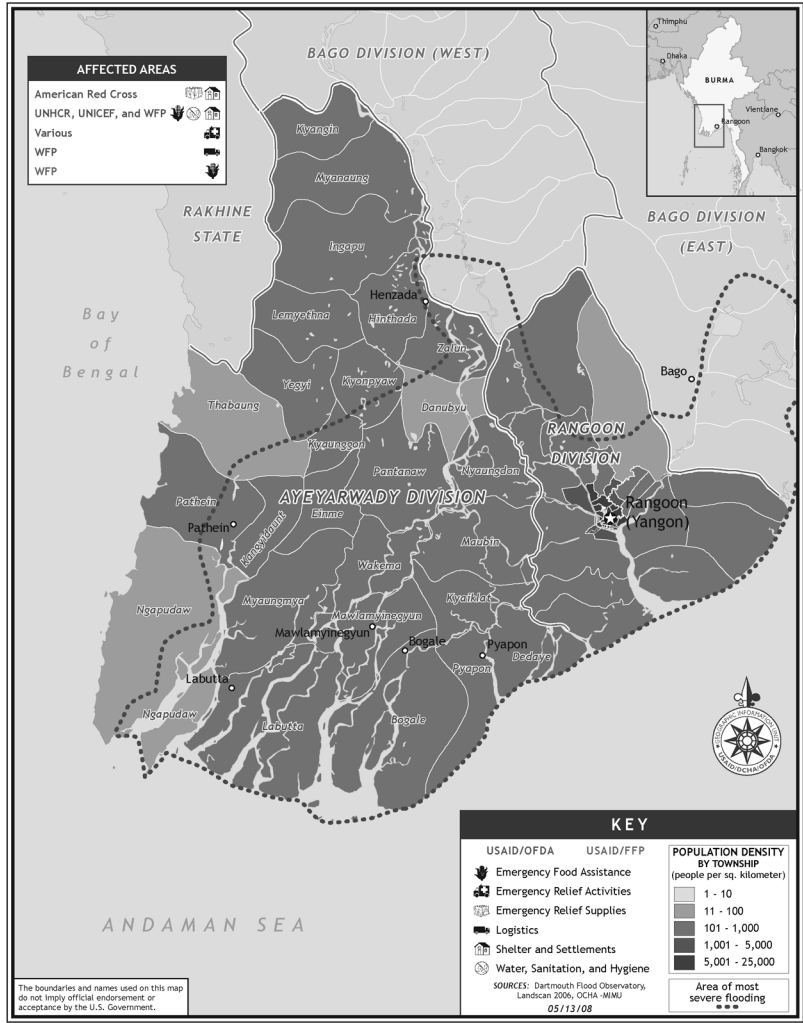 BAGO DIVISION (WEST)
Thimphu
Dhaka
BURMA
Vientiane
Rangoon
Bangkok
AFFECTED AREAS
American Red Cross
UNHCR, UNICEF, and WFP
Various
WFP
WFP
Kyangin
Myanaung
RAKHINE
STATE
BAGO DIVISION
(EAST)
Ingapu
Henzada
Lemyethna
Hinthada
Bay
of
Bengal
Zalun
Bago
Yegyi
Kyonpyaw
Thabaung
Danubyu
RANGOON
DIVISION
Kyaunggon
Pantanaw
Nyaungdon
AYEYARWADY DIVISION
Pathein
Rangoon
(Yangon)
Einme
Pathein
Kangyidaunt
Maubin
Wakema
Myaungmya
Kyaiklat
Ngapudaw
Mawlamyinegyun
Mawlamyinegyun
Bogale
Pyapon
Dedaye
Pyapon
Labutta
Ngapudaw
Labutta
Bogale
GEOGRAPHIC INFORMATION UNIT
USAID/DCHA/OFDA
ANDAMAN SEA
KEY
USAID/OFDA USAID/FFP
Emergency Food Assistance
Emergency Relief Activities
Emergency Relief Supplies
Logistics
Shelter and Settlements
Water, Sanitation, and Hygiene
SOURCES: Dartmouth Flood Observatory,
Landscan 2006, OCHA -MIMU
05/13/08
POPULATION DENSITY
BY TOWNSHIP
(people per sq. kilometer)
1 - 10
11 - 100
101 - 1,000
1,001 - 5,000
5,001 - 25,000
Area of most
severe flooding
The boundaries and names used on this map
do not imply official endorsement or
acceptance by the U.S. Government.